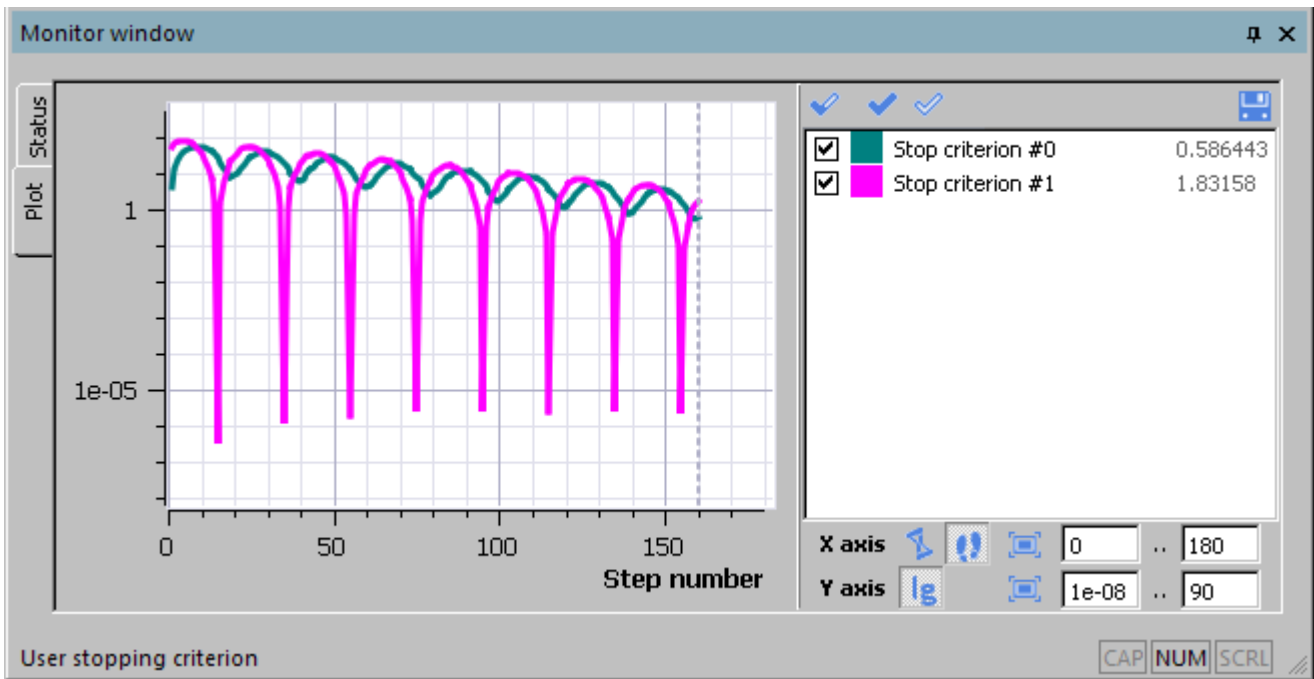 Monitor window
Status
Plot
1
1e-05
0 50 100 150
Step number
Stop criterion #0 0.586443
Stop criterion #1 1.83158
X axis 0 .. 180
Y axis lg 1e-08 .. 90
User stopping criterion CAP NUM SCRL